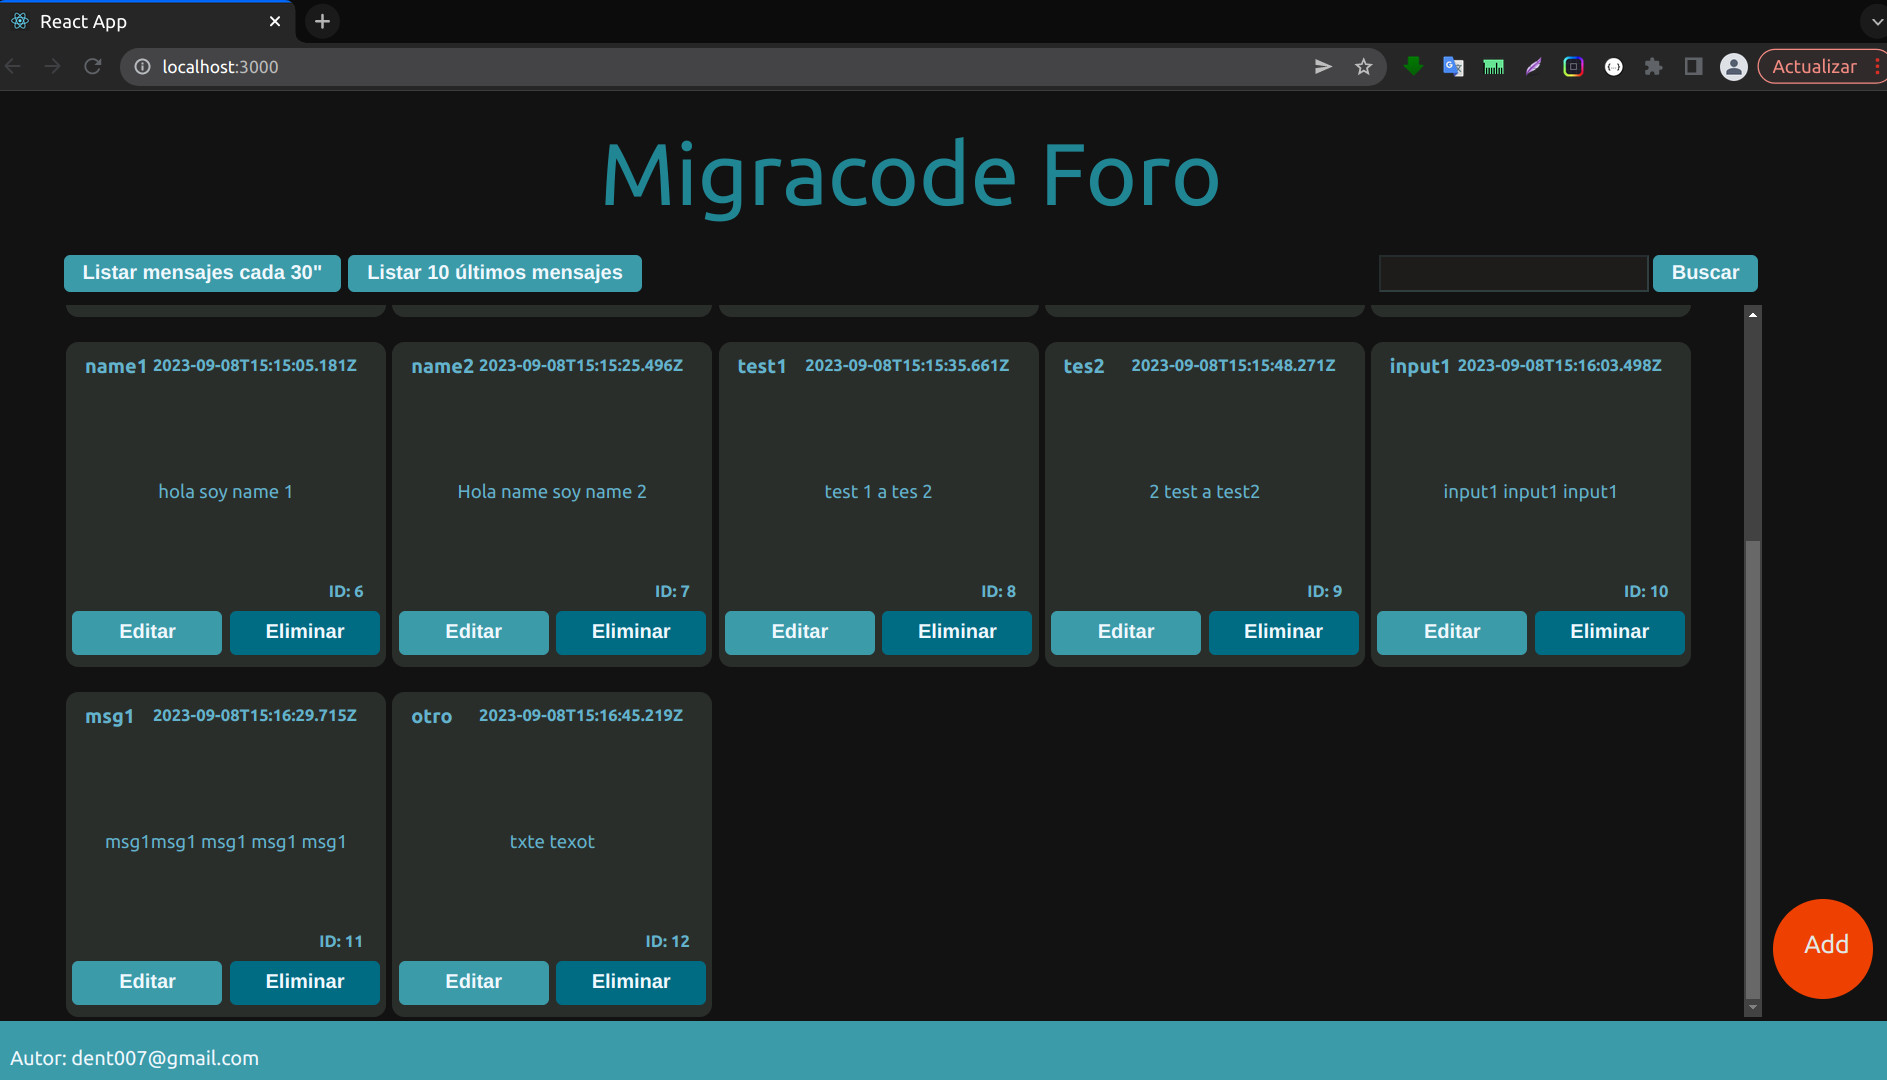 React App
localhost:3000
Actualizar
Migracode Foro
Listar mensajes cada 30" Listar 10 últimos mensajes Buscar
name1 2023-09-08T15:15:05.181Z
hola soy name 1
ID: 6
Editar Eliminar
name2 2023-09-08T15:15:25.496Z
Hola name soy name 2
ID: 7
Editar Eliminar
test1 2023-09-08T15:15:35.661Z
test 1 a tes 2
ID: 8
Editar Eliminar
tes2 2023-09-08T15:15:48.271Z
2 test a test2
ID: 9
Editar Eliminar
input1 2023-09-08T15:16:03.498Z
input1 input1 input1
ID: 10
Editar Eliminar
msg1 2023-09-08T15:16:29.715Z
msg1msg1 msg1 msg1 msg1
ID: 11
Editar Eliminar
otro 2023-09-08T15:16:45.219Z
txte texot
ID: 12
Editar Eliminar
Add
Autor: dent007@gmail.com